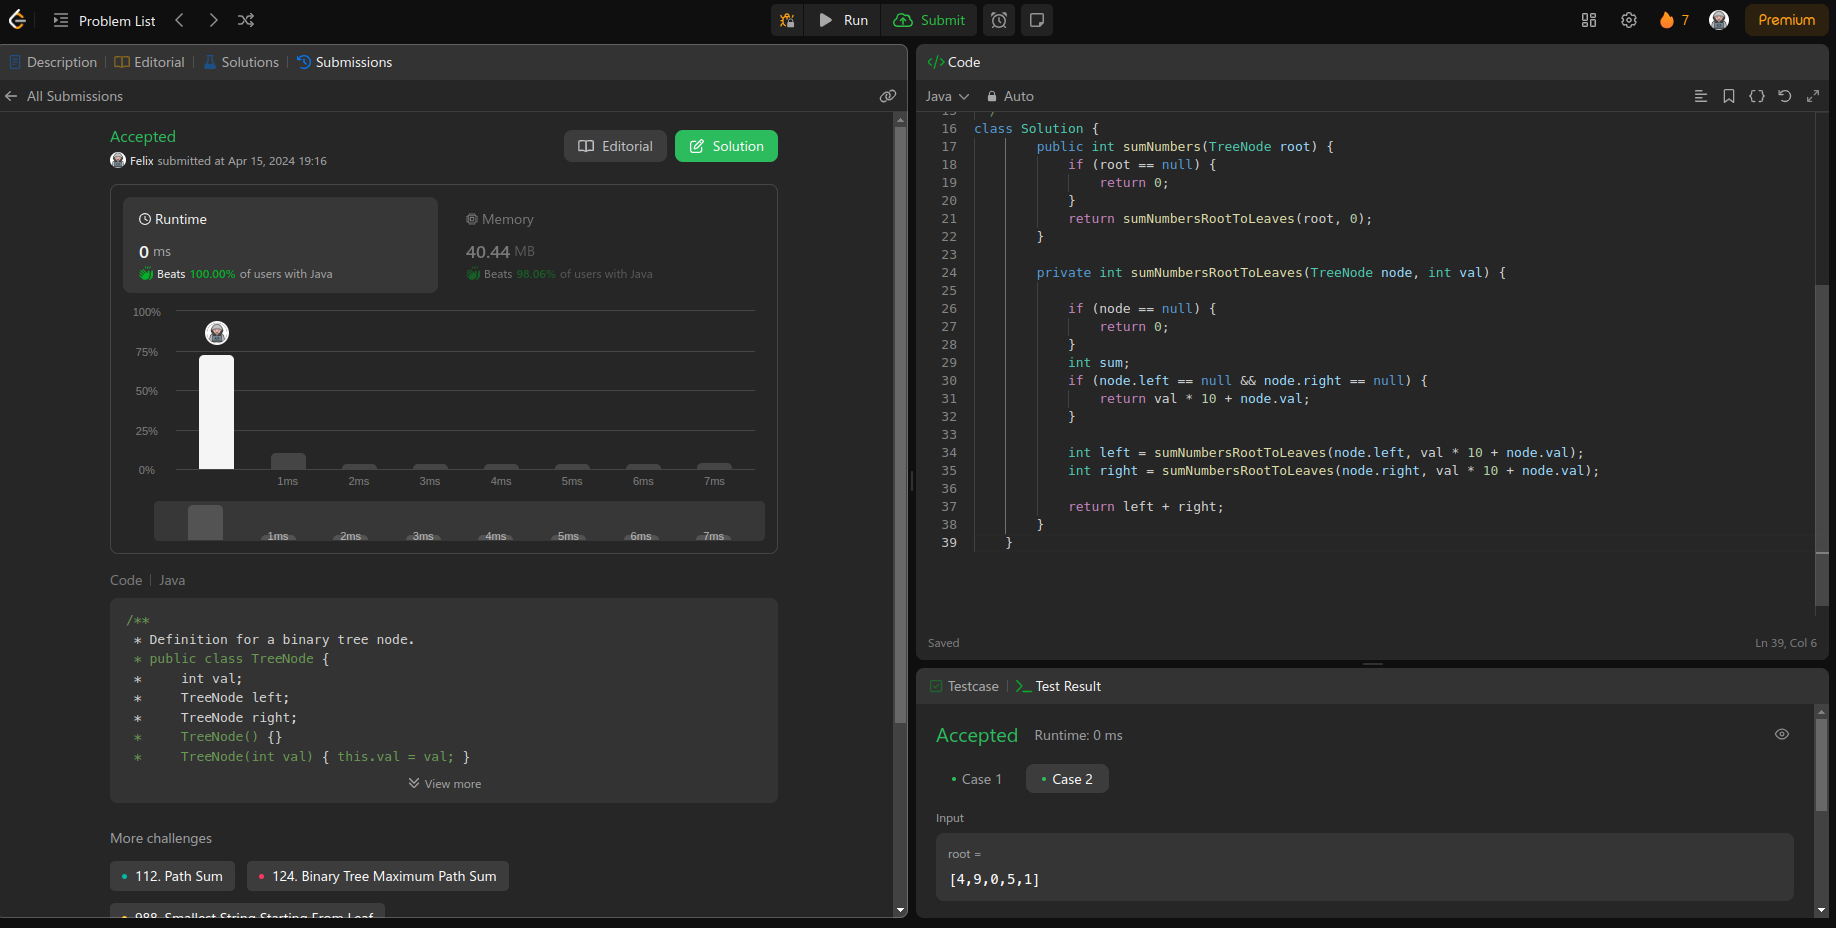 Problem List
Run
Submit
7
Premium
Description
Editorial
Solutions
Submissions
All Submissions
Accepted
Felix submitted at Apr 15, 2024 19:16
Editorial
Solution
Runtime
0 ms
Beats 100.00% of users with Java
Memory
40.44 MB
Beats 98.06% of users with Java
100%
75%
50%
25%
0%
1ms 2ms 3ms 4ms 5ms 6ms 7ms
1ms 2ms 3ms 4ms 5ms 6ms 7ms
Code
Java
/**
 * Definition for a binary tree node.
 * public class TreeNode {
 *     int val;
 *     TreeNode left;
 *     TreeNode right;
 *     TreeNode() {}
 *     TreeNode(int val) { this.val = val; }
View more
More challenges
112. Path Sum
124. Binary Tree Maximum Path Sum
988. Smallest String Starting From Leaf
</> Code
Java
Auto
15 */
16 class Solution {
17         public int sumNumbers(TreeNode root) {
18             if (root == null) {
19                 return 0;
20             }
21             return sumNumbersRootToLeaves(root, 0);
22         }
23
24         private int sumNumbersRootToLeaves(TreeNode node, int val) {
25
26             if (node == null) {
27                 return 0;
28             }
29             int sum;
30             if (node.left == null && node.right == null) {
31                 return val * 10 + node.val;
32             }
33
34             int left = sumNumbersRootToLeaves(node.left, val * 10 + node.val);
35             int right = sumNumbersRootToLeaves(node.right, val * 10 + node.val);
36
37             return left + right;
38         }
39     }
Saved
Ln 39, Col 6
Testcase
>_ Test Result
Accepted
Runtime: 0 ms
Case 1
Case 2
Input
root =
[4,9,0,5,1]